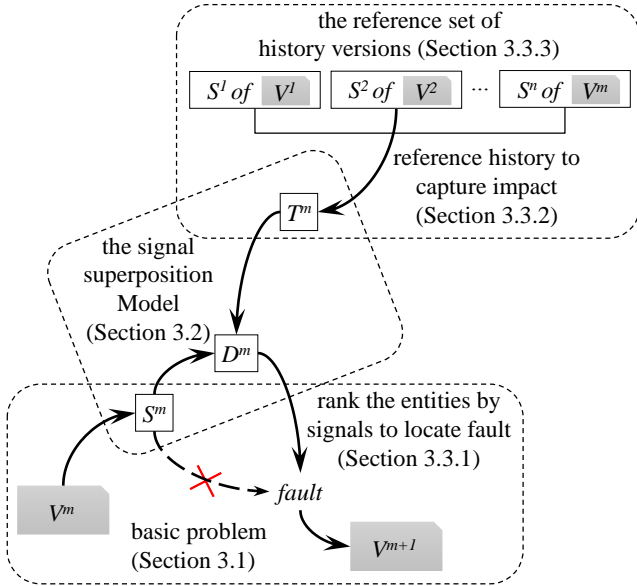 the reference set of
history versions (Section 3.3.3)
S¹ of V¹ S² of V² ... Sⁿ of Vᵐ
reference history to
capture impact
(Section 3.3.2)
Tᵐ
the signal
superposition
Model
(Section 3.2)
Dᵐ
Sᵐ
rank the entities by
signals to locate fault
(Section 3.3.1)
fault
Vᵐ
basic problem
(Section 3.1)
Vᵐ⁺¹